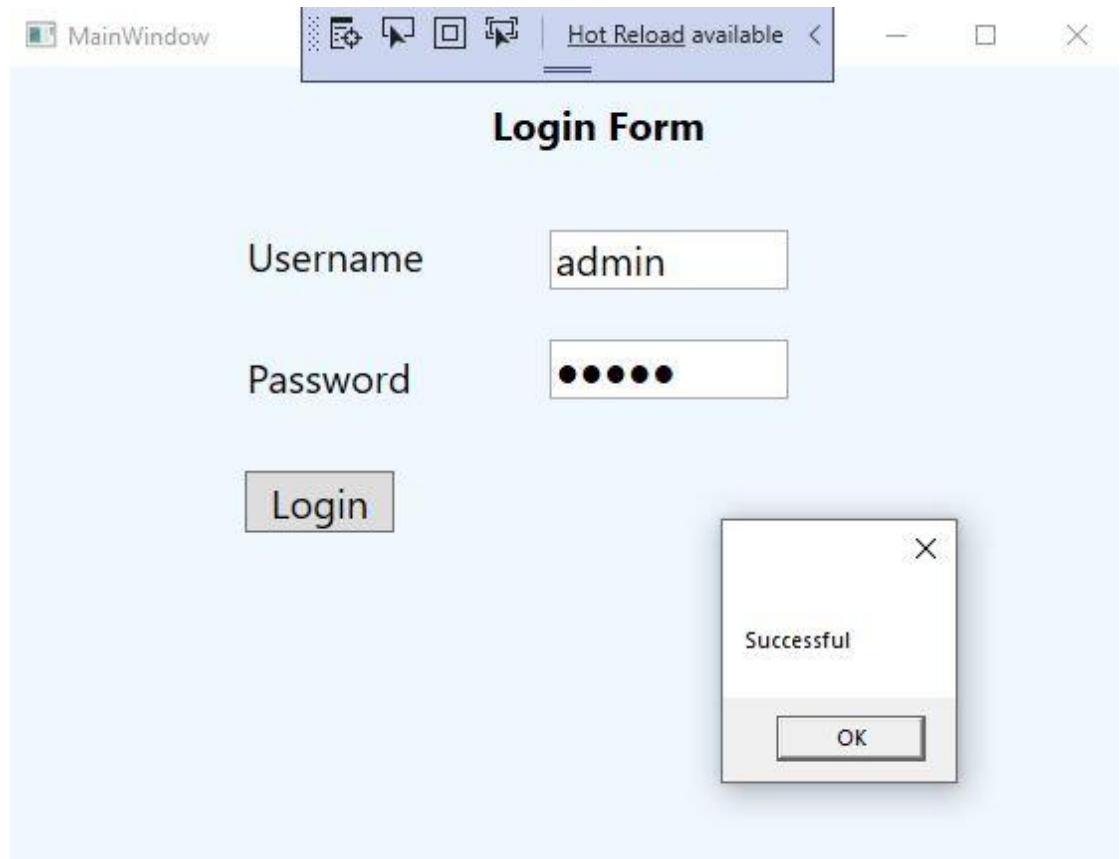 MainWindow
Hot Reload available
Login Form
Username
admin
Password
●●●●●
Login
Successful
OK